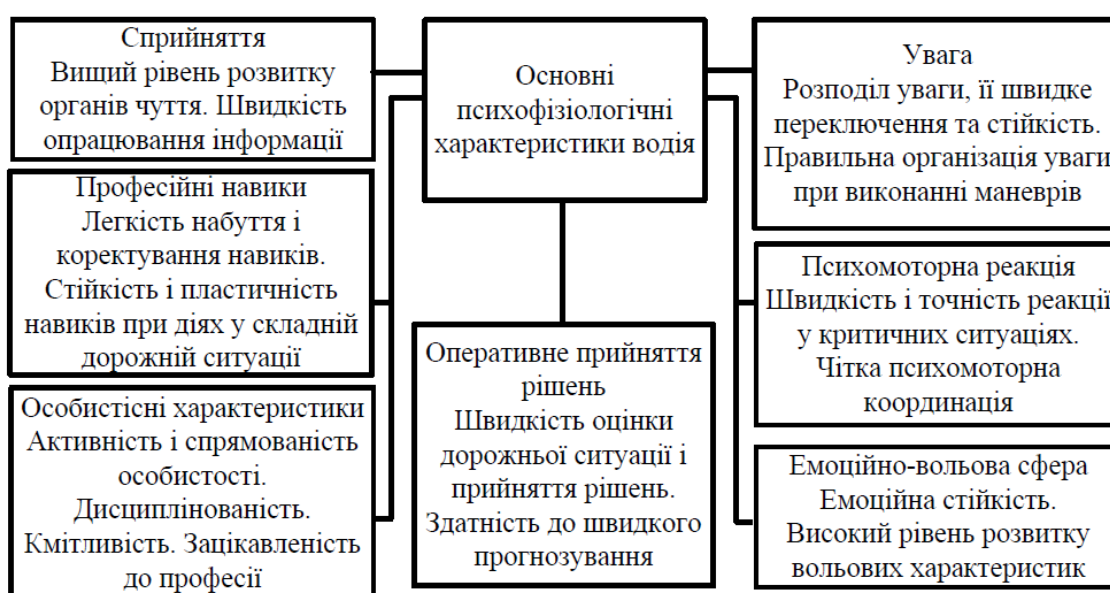 Сприйняття
Вищий рівень розвитку
органів чуття. Швидкість
опрацювання інформації
Професійні навики
Легкість набуття і
коректування навиків.
Стійкість і пластичність
навиків при діях у складній
дорожній ситуації
Особистісні характеристики
Активність і спрямованість
особистості.
Дисциплінованість.
Кмітливість. Зацікавленість
до професії
Основні
психофізіологічні
характеристики водія
Оперативне прийняття
рішень
Швидкість оцінки
дорожньої ситуації і
прийняття рішень.
Здатність до швидкого
прогнозування
Увага
Розподіл уваги, її швидке
переключення та стійкість.
Правильна організація уваги
при виконанні маневрів
Психомоторна реакція
Швидкість і точність реакції
у критичних ситуаціях.
Чітка психомоторна
координація
Емоційно-вольова сфера
Емоційна стійкість.
Високий рівень розвитку
вольових характеристик